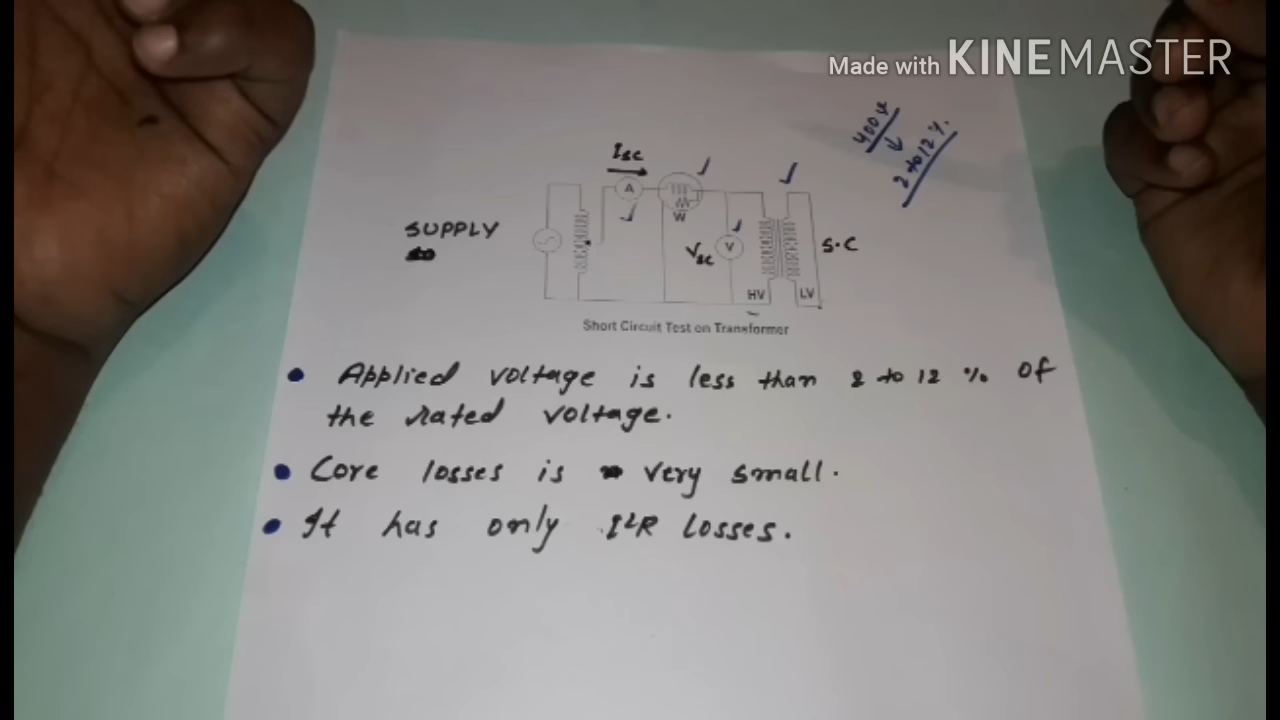 Made with KINEMASTER
400V
2 to 12 %.
Isc
A
W
SUPPLY
Vsc
V
S.C
HV
LV
Short Circuit Test on Transformer
• Applied voltage is less than 2 to 12 % of
the rated voltage.
• Core losses is very small.
• It has only I²R Losses.